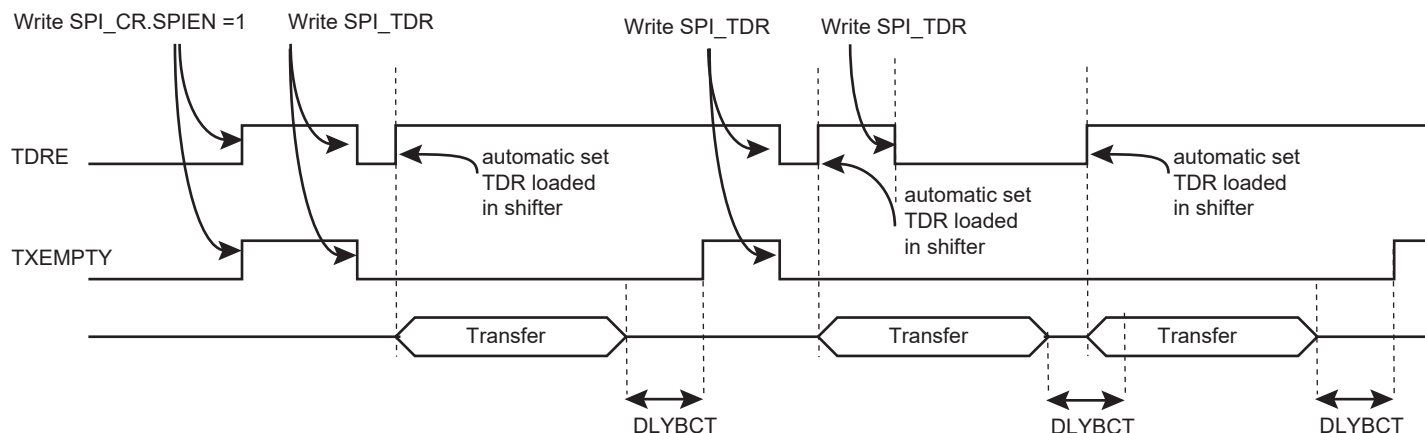 Write SPI_CR.SPIEN =1
Write SPI_TDR
Write SPI_TDR
Write SPI_TDR
TDRE
automatic set
TDR loaded
in shifter
automatic set
TDR loaded
in shifter
automatic set
TDR loaded
in shifter
TXEMPTY
Transfer
Transfer
Transfer
DLYBCT
DLYBCT
DLYBCT